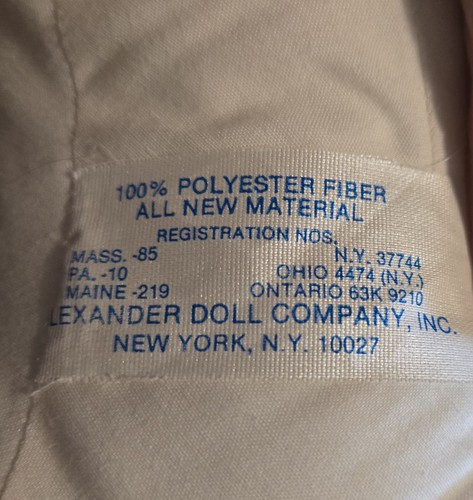 100% POLYESTER FIBER
ALL NEW MATERIAL
REGISTRATION NOS.
MASS. -85 N.Y. 37744
PA. -10 OHIO 4474 (N.Y.)
MAINE -219 ONTARIO 63K 9210
LEXANDER DOLL COMPANY, INC.
NEW YORK, N.Y. 10027